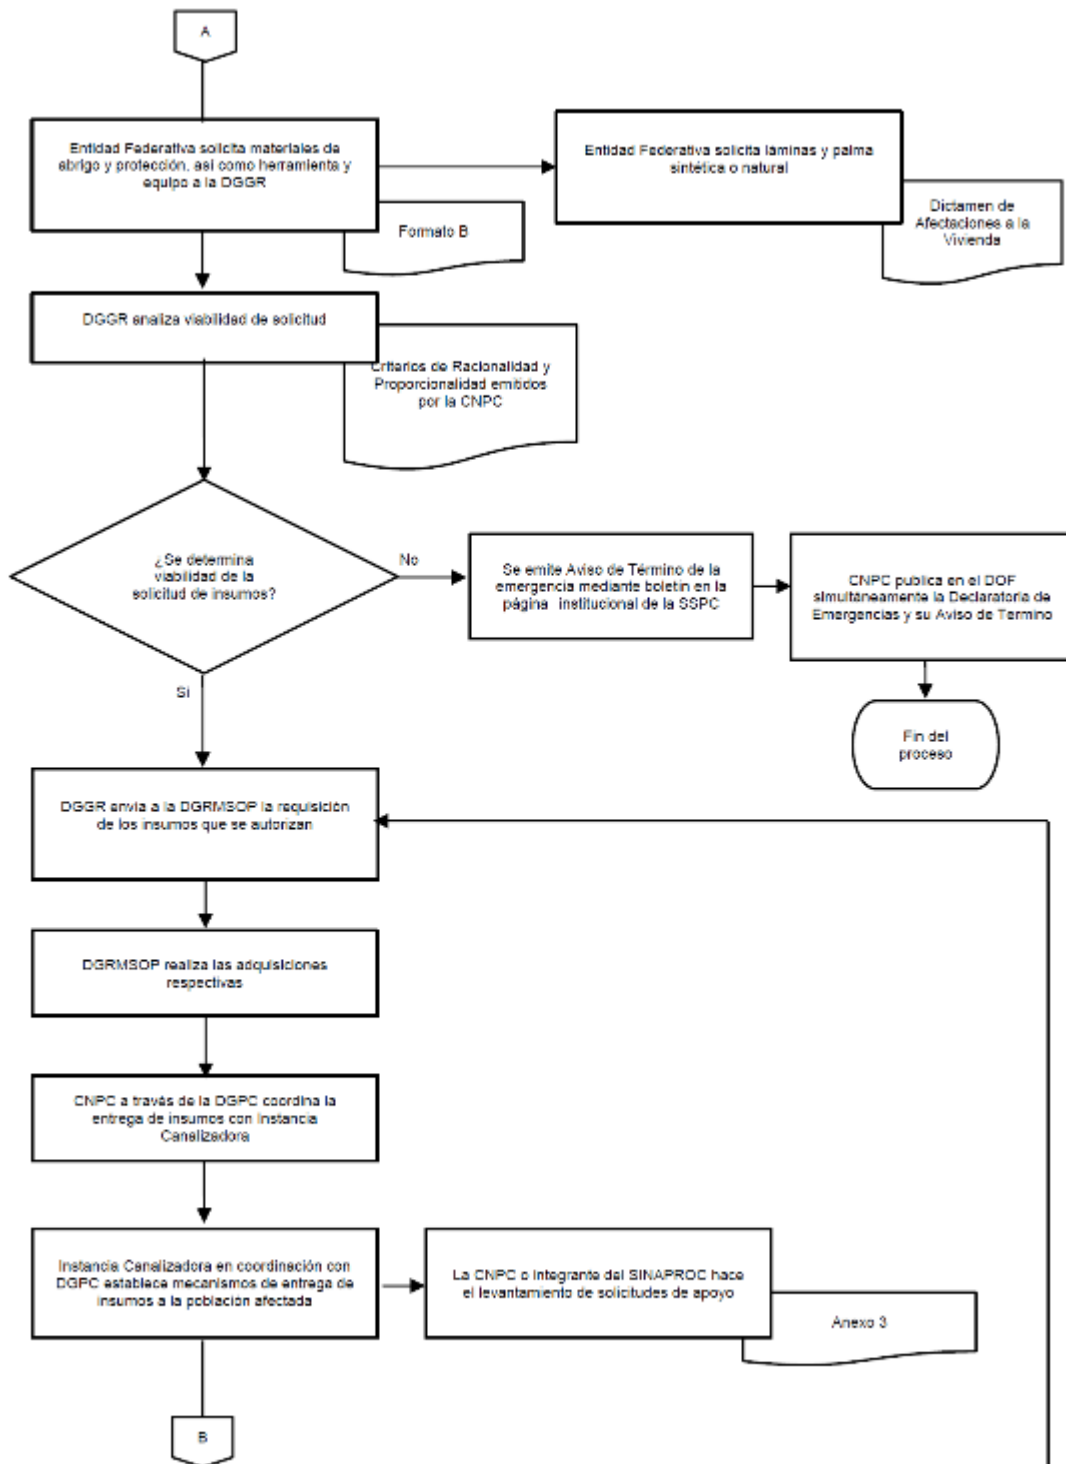 A
Entidad Federativa solicita materiales de
abrigo y protección, así como herramienta y
equipo a la DGGR
Formato B
Entidad Federativa solicita láminas y palma
sintética o natural
Dictamen de
Afectaciones a la
Vivienda
DGGR analiza viabilidad de solicitud
Criterios de Racionalidad y
Proporcionalidad emitidos
por la CNPC
¿Se determina
viabilidad de la
solicitud de insumos?
No
Se emite Aviso de Término de la
emergencia mediante boletín en la
página institucional de la SSPC
CNPC publica en el DOF
simultáneamente la Declaratoria de
Emergencias y su Aviso de Termino
Fin del
proceso
Si
DGGR envía a la DGRMSOP la requisición
de los insumos que se autorizan
DGRMSOP realiza las adquisiciones
respectivas
CNPC a través de la DGPC coordina la
entrega de insumos con Instancia
Canalizadora
Instancia Canalizadora en coordinación con
DGPC establece mecanismos de entrega de
insumos a la población afectada
La CNPC o integrante del SINAPROC hace
el levantamiento de solicitudes de apoyo
Anexo 3
B